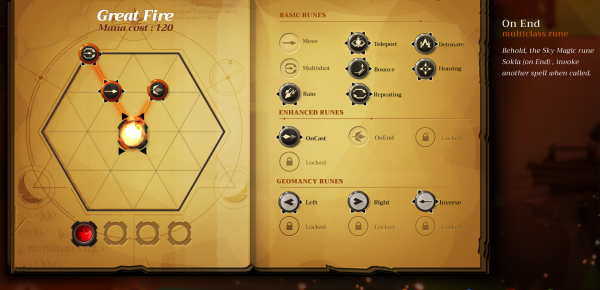 Great Fire
Mana cost : 120
BASIC RUNES
Move
Teleport
Detonate
Multishot
Bounce
Homing
Rain
Repeating
ENHANCED RUNES
OnCast
OnEnd
Locked
Locked
GEOMANCY RUNES
Left
Right
Inverse
Locked
Locked
Locked
On End
multiclass rune
Behold, the Sky Magic rune
Sokla (on End) , invoke
another spell when called.